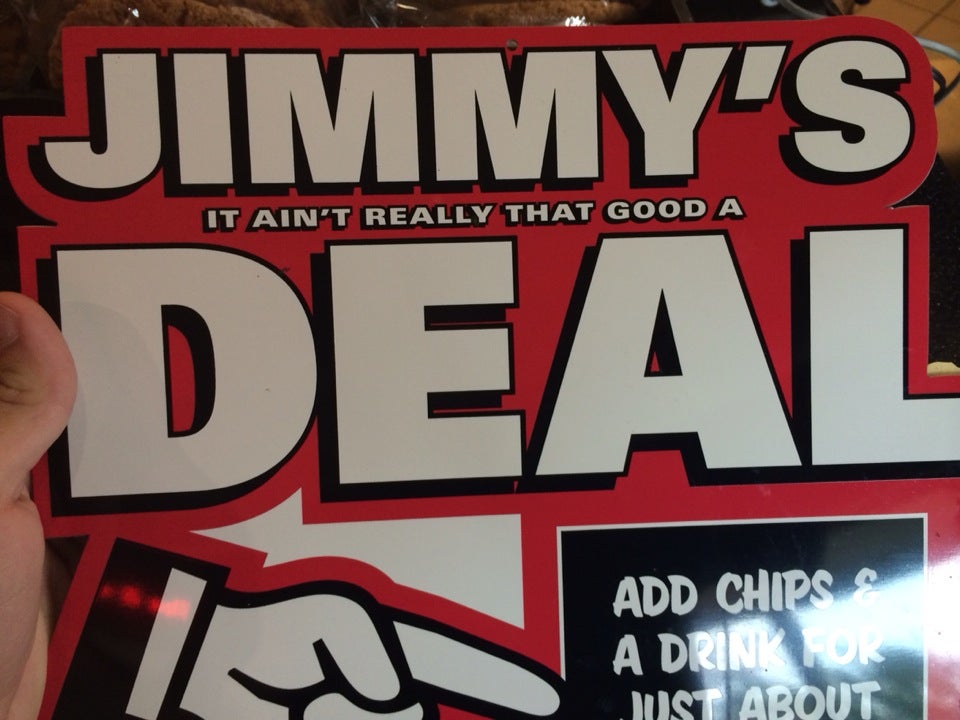 JIMMY'S
IT AIN'T REALLY THAT GOOD A
DEAL
ADD CHIPS &
A DRINK FOR
JUST ABOUT